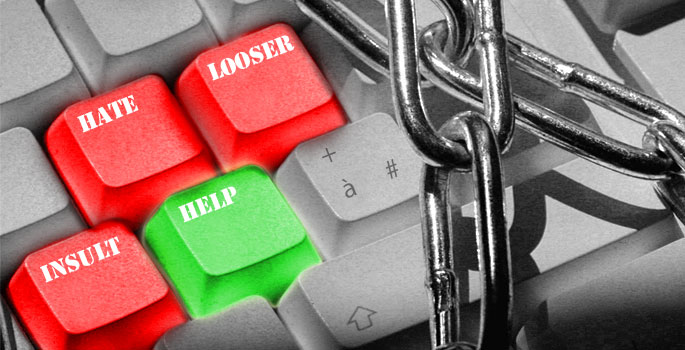 LOOSER
HATE
HELP
INSULT
+
à #